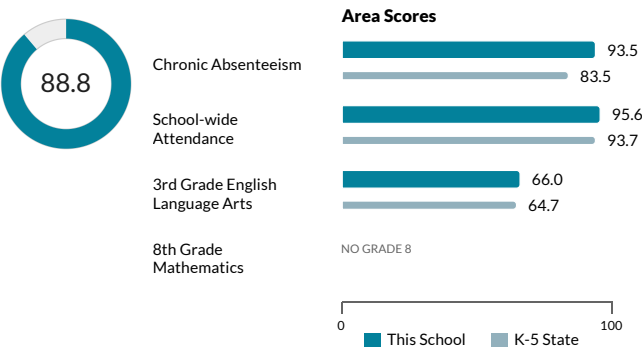 Area Scores
88.8
Chronic Absenteeism
93.5
83.5
School-wide
Attendance
95.6
93.7
3rd Grade English
Language Arts
66.0
64.7
8th Grade
Mathematics
NO GRADE 8
0
100
This School
K-5 State